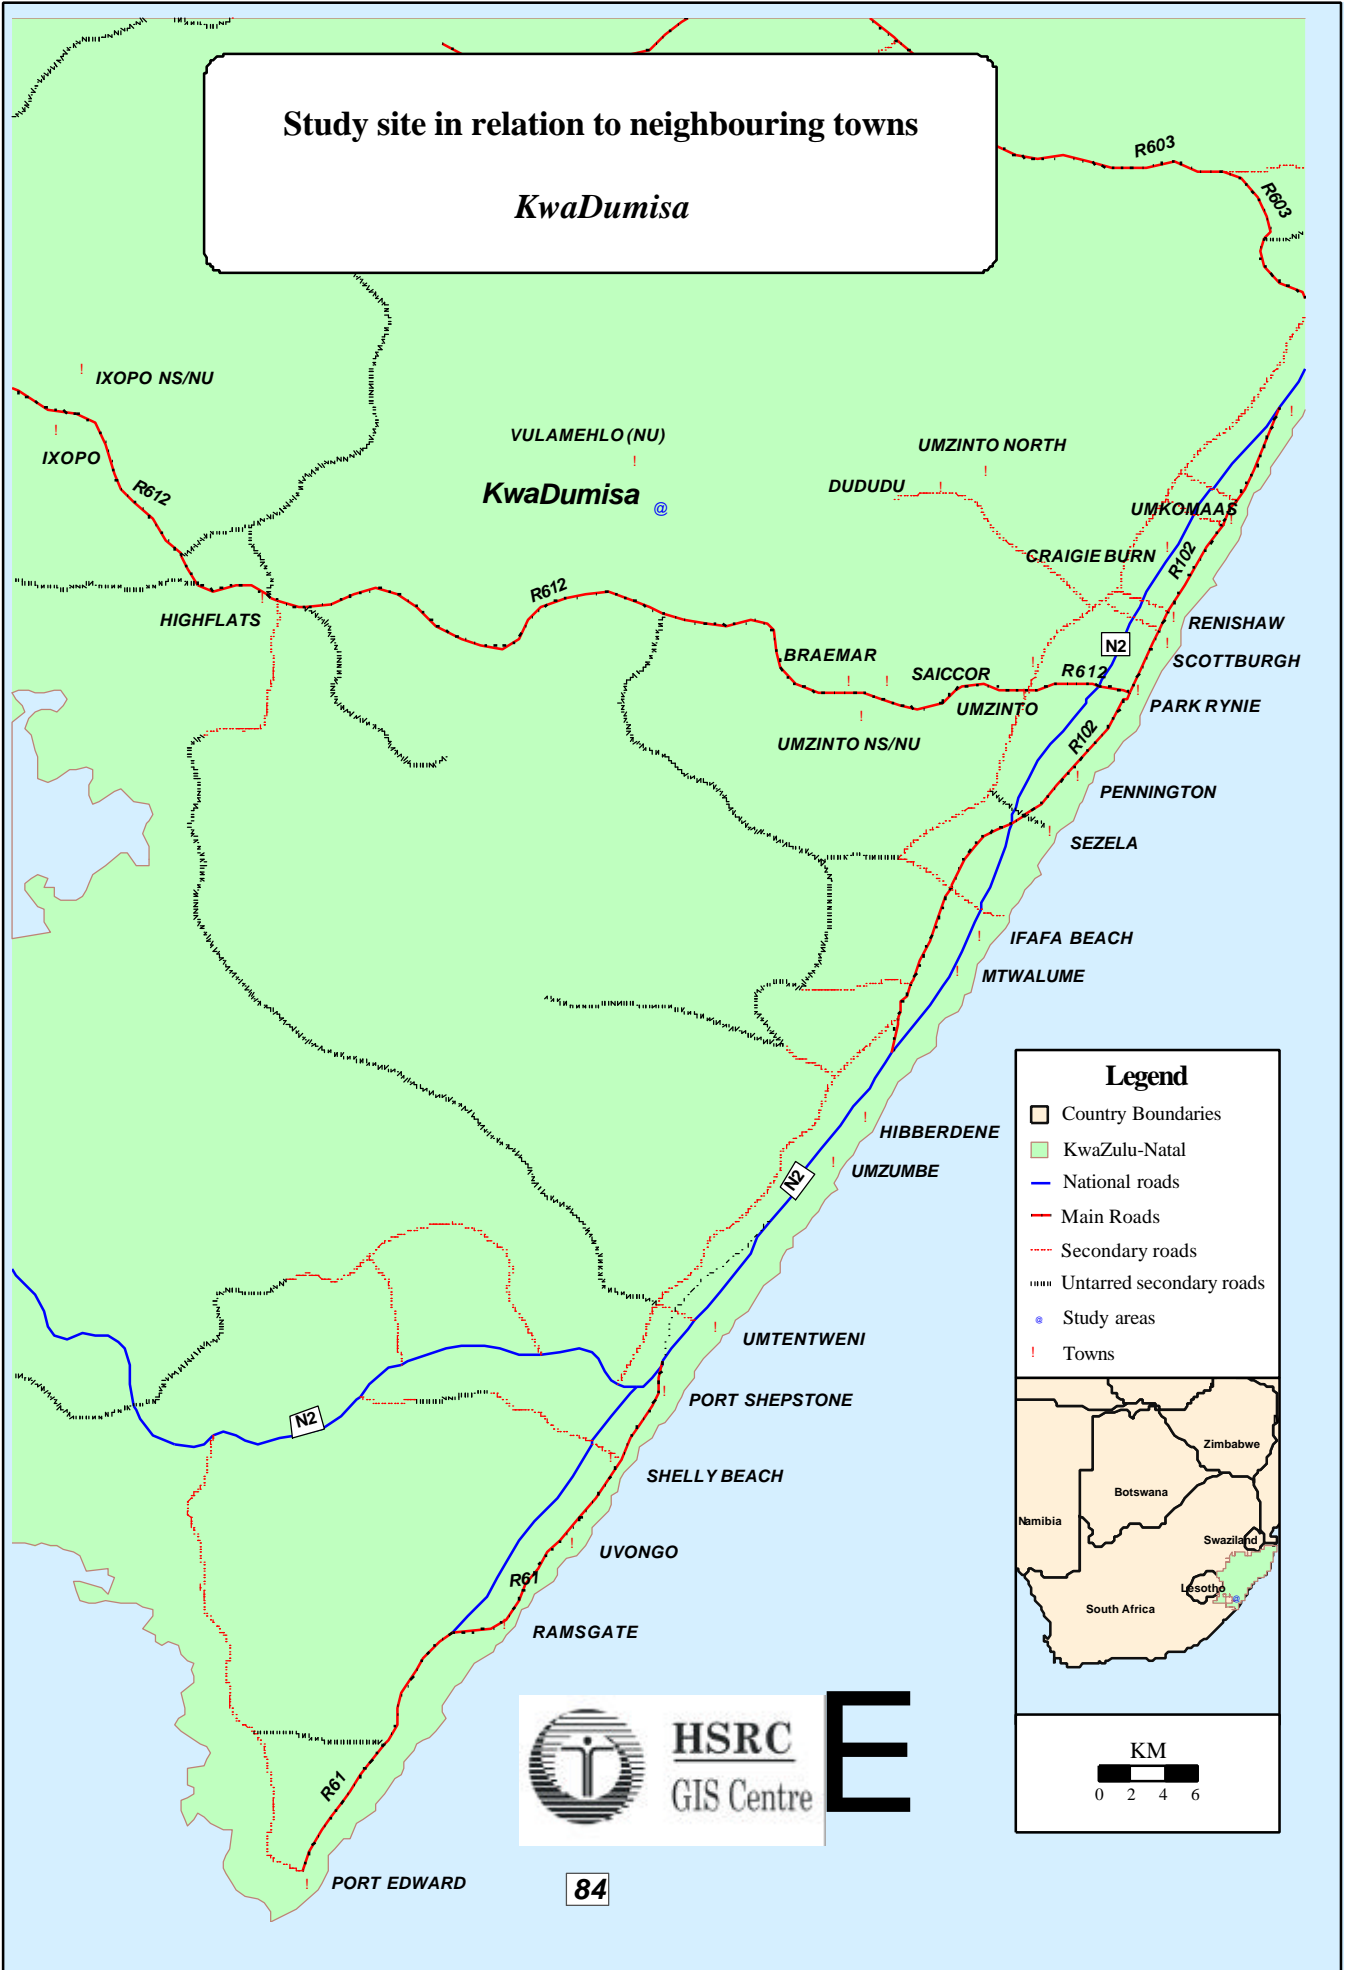 Study site in relation to neighbouring towns
KwaDumisa
R603
R603
IXOPO NS/NU
IXOPO
R612
VULAMEHLO (NU)
KwaDumisa
@
UMZINTO NORTH
DUDUDU
UMKOMAAS
CRAIGIE BURN
R102
R612
HIGHFLATS
RENISHAW
N2
SCOTTBURGH
BRAEMAR
SAICCOR
R612
UMZINTO
PARK RYNIE
UMZINTO NS/NU
R102
PENNINGTON
SEZELA
IFAFA BEACH
MTWALUME
HIBBERDENE
UMZUMBE
N2
UMTENTWENI
PORT SHEPSTONE
N2
SHELLY BEACH
UVONGO
R61
RAMSGATE
R61
PORT EDWARD
Legend
Country Boundaries
KwaZulu-Natal
National roads
Main Roads
Secondary roads
Untarred secondary roads
@ Study areas
! Towns
Zimbabwe
Botswana
Namibia
Swaziland
Lesotho
@
South Africa
KM
0 2 4 6
HSRC
GIS Centre
E
84